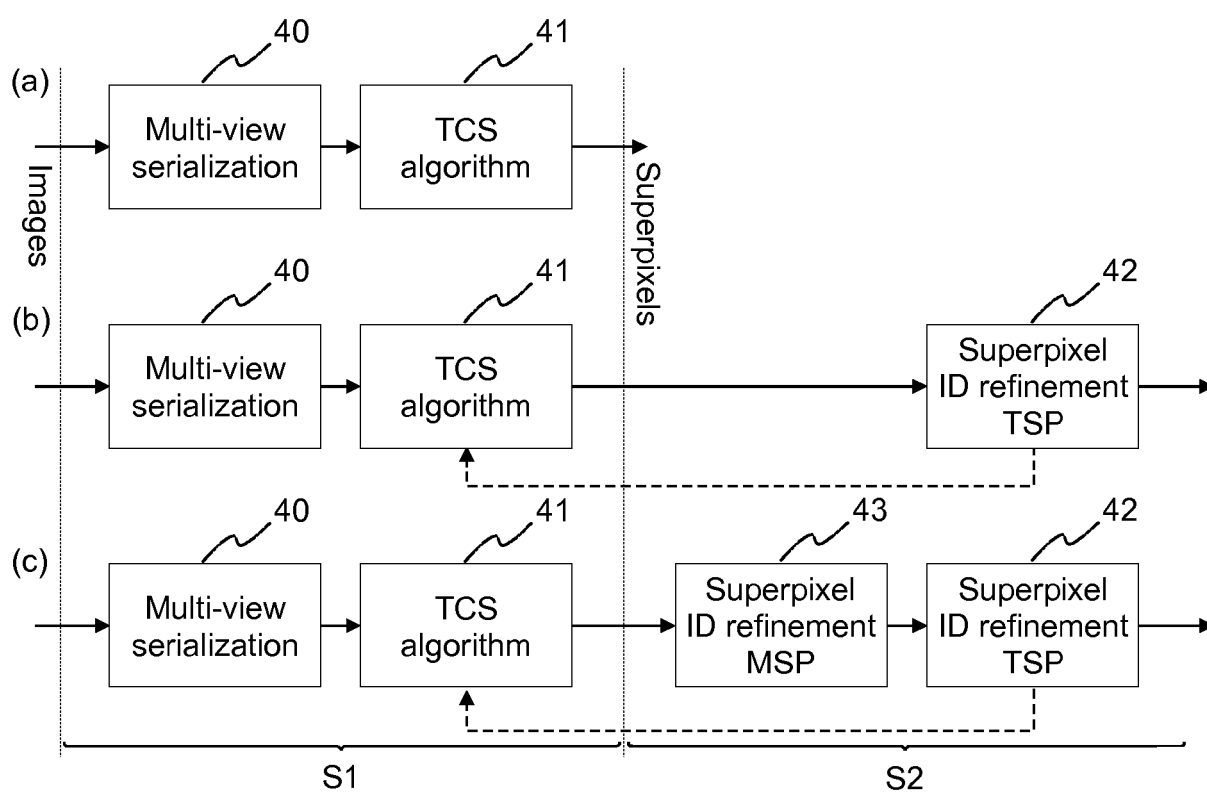 40
41
(a)
Multi-view
serialization
TCS
algorithm
Images
Superpixels
40
41
42
(b)
Multi-view
serialization
TCS
algorithm
Superpixel
ID refinement
TSP
40
41
43
42
(c)
Multi-view
serialization
TCS
algorithm
Superpixel
ID refinement
MSP
Superpixel
ID refinement
TSP
S1
S2